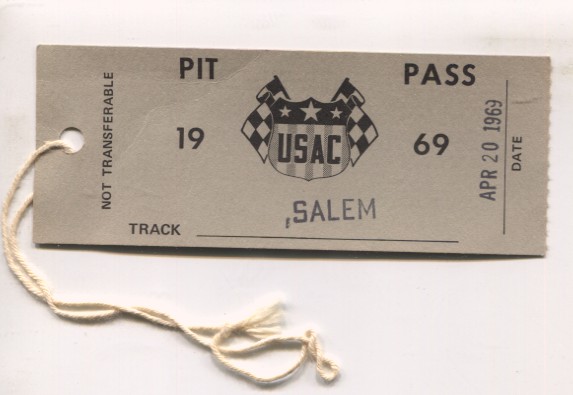 PIT PASS
NOT TRANSFERABLE
19 USAC 69
APR 20 1969
DATE
SALEM
TRACK